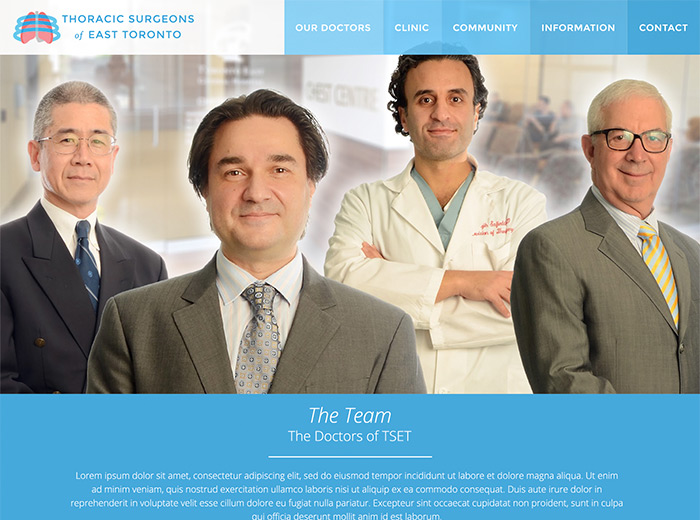 THORACIC SURGEONS
of EAST TORONTO
OUR DOCTORS
CLINIC
COMMUNITY
INFORMATION
CONTACT
CHEST CENTRE
The Team
The Doctors of TSET
Lorem ipsum dolor sit amet, consectetur adipiscing elit, sed do eiusmod tempor incididunt ut labore et dolore magna aliqua. Ut enim
ad minim veniam, quis nostrud exercitation ullamco laboris nisi ut aliquip ex ea commodo consequat. Duis aute irure dolor in
reprehenderit in voluptate velit esse cillum dolore eu fugiat nulla pariatur. Excepteur sint occaecat cupidatat non proident, sunt in culpa
qui officia deserunt mollit anim id est laborum.